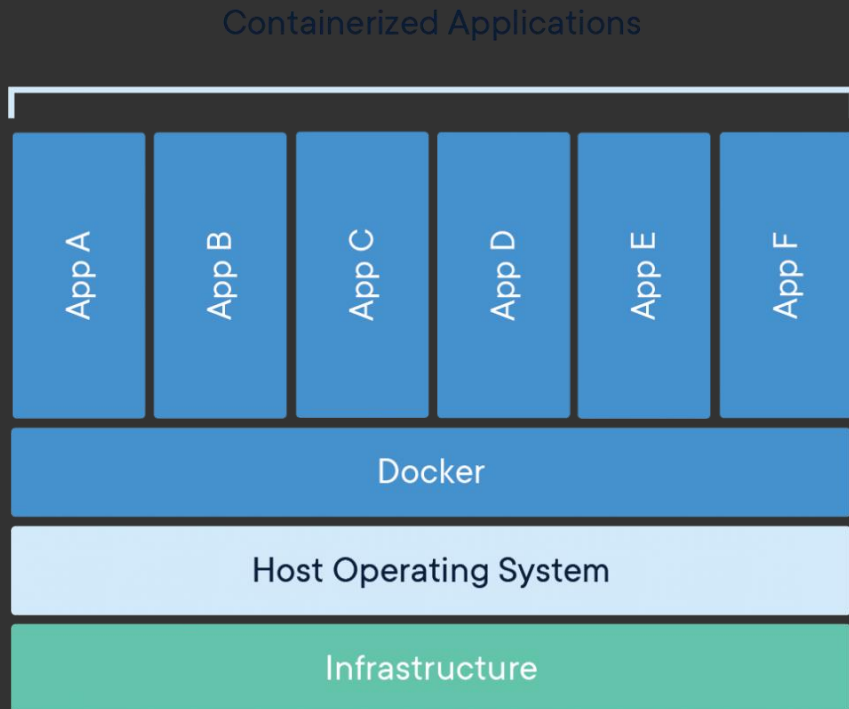 Containerized Applications
App A
App B
App C
App D
App E
App F
Docker
Host Operating System
Infrastructure